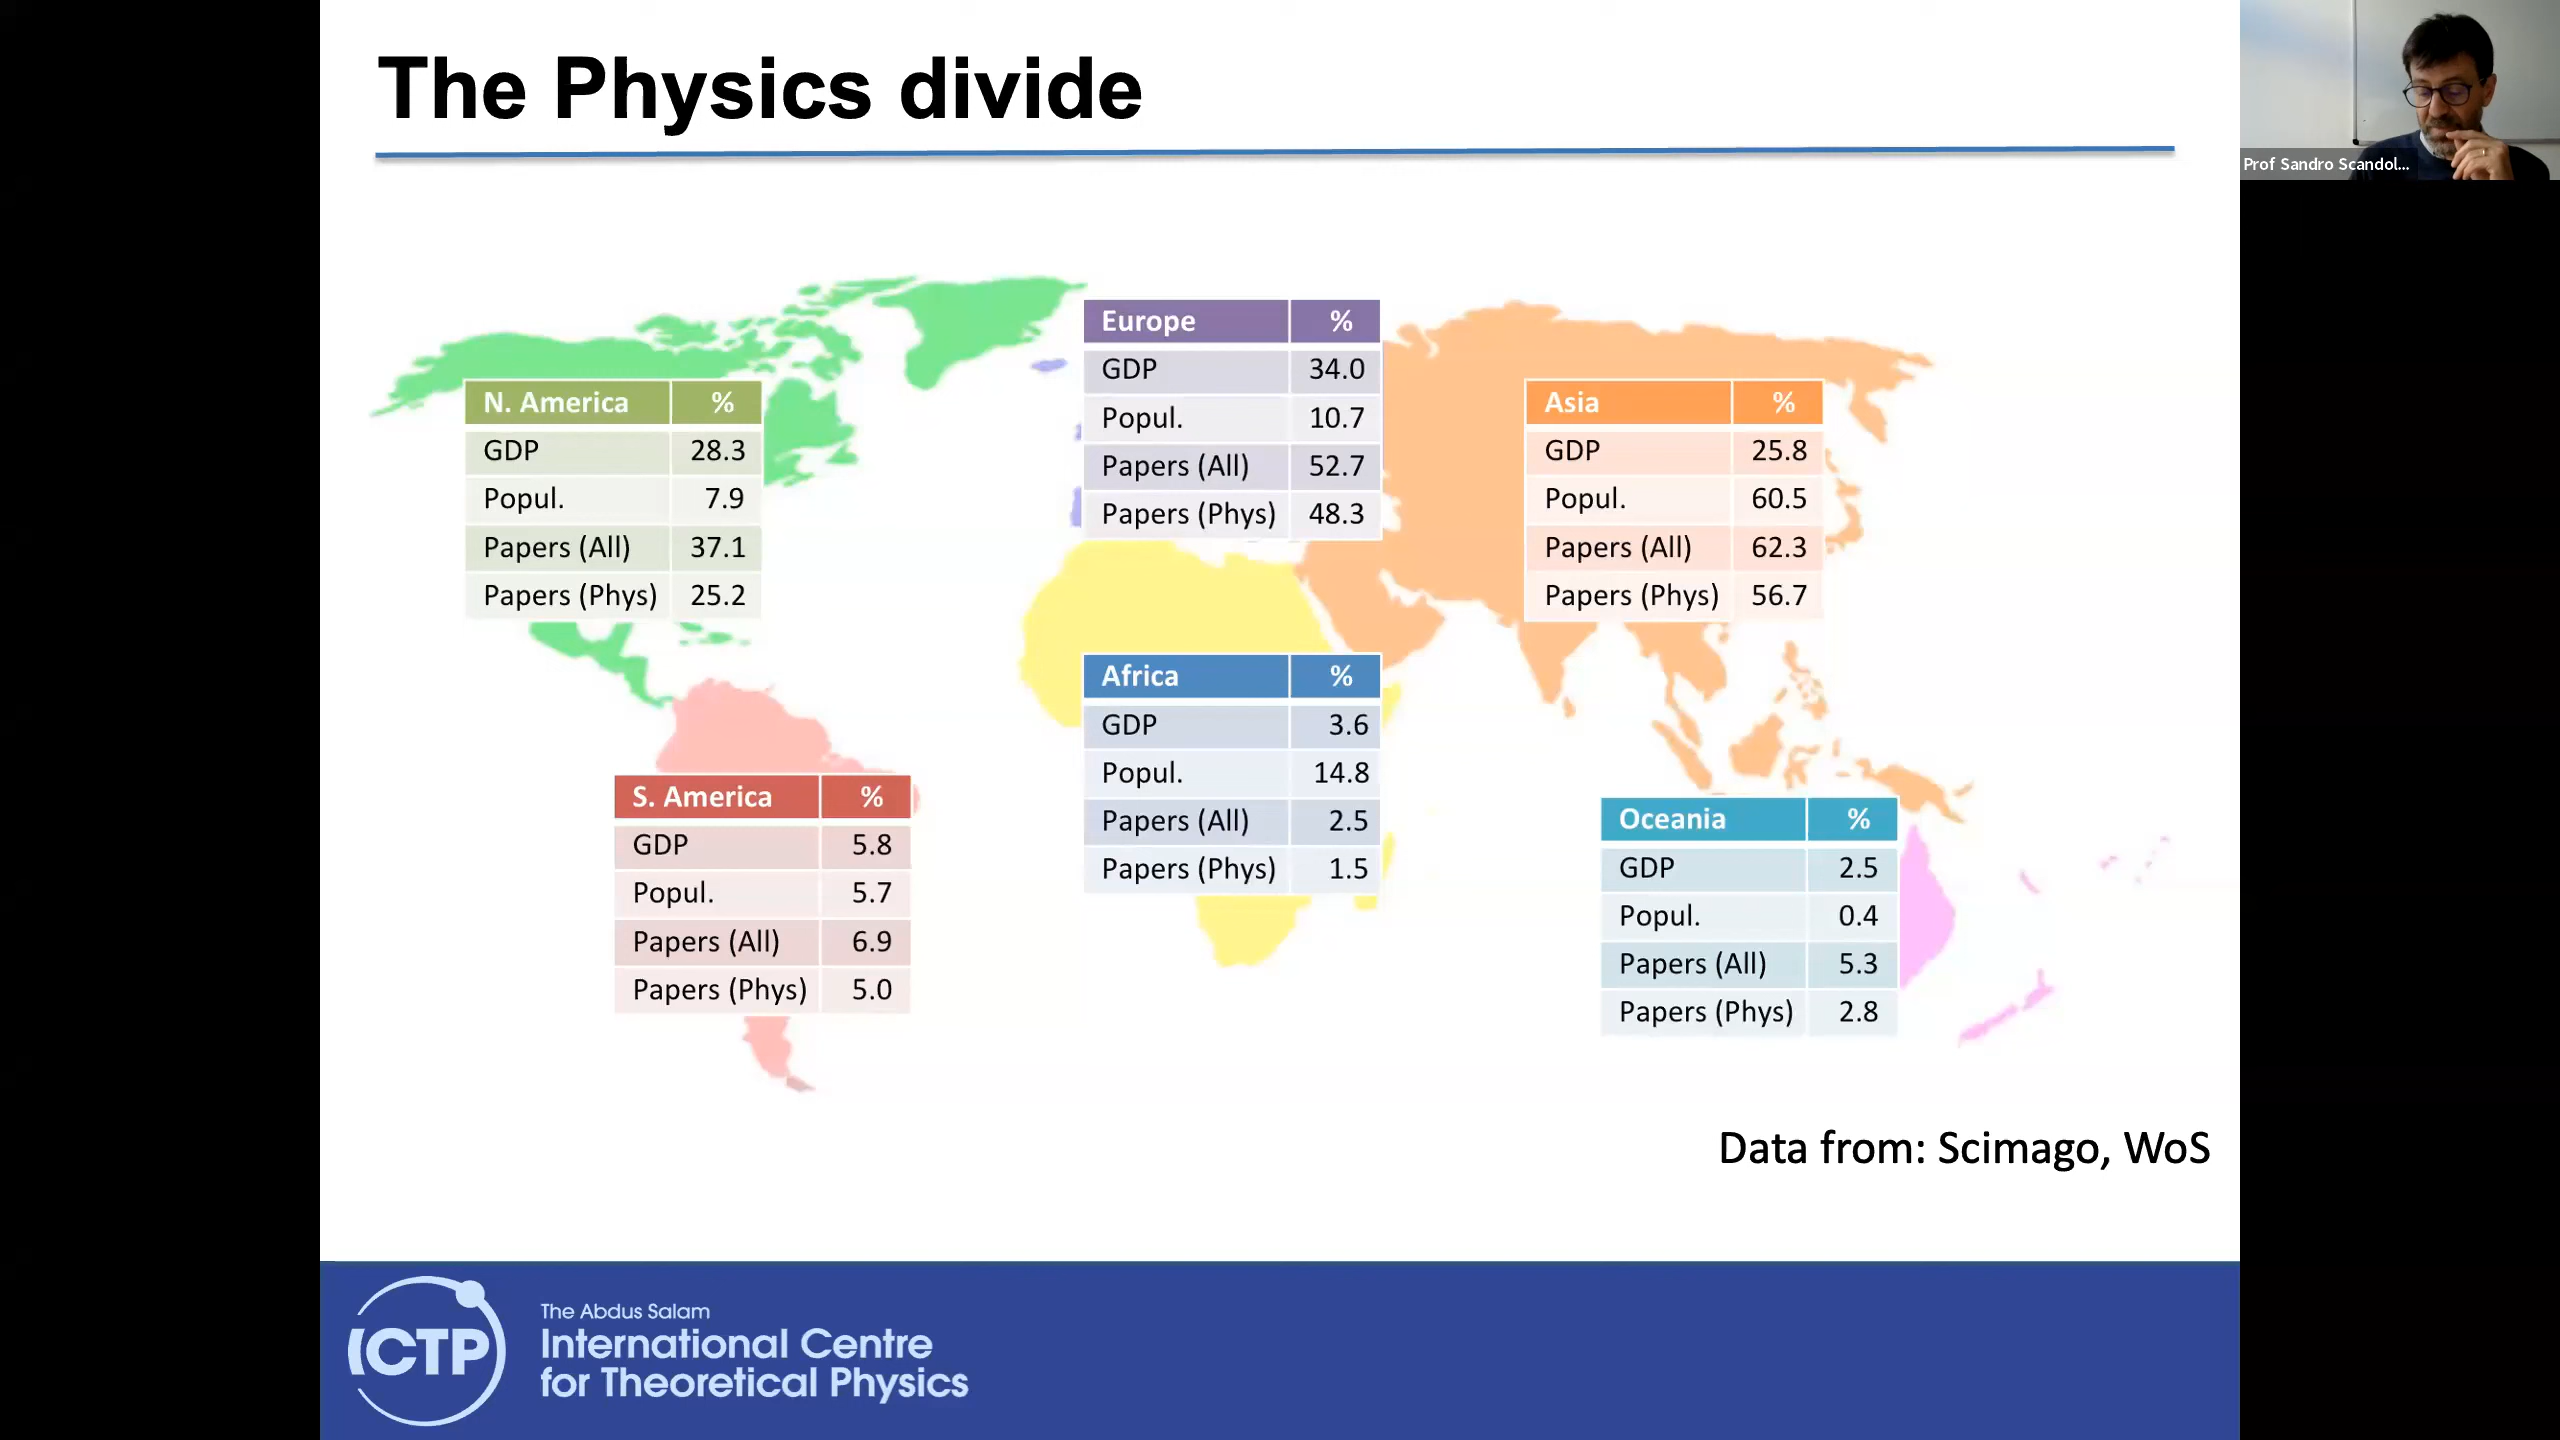 The Physics divide
Prof Sandro Scandol...
Europe %
GDP 34.0
Popul. 10.7
Papers (All) 52.7
Papers (Phys) 48.3
N. America %
GDP 28.3
Popul. 7.9
Papers (All) 37.1
Papers (Phys) 25.2
Asia %
GDP 25.8
Popul. 60.5
Papers (All) 62.3
Papers (Phys) 56.7
Africa %
GDP 3.6
Popul. 14.8
Papers (All) 2.5
Papers (Phys) 1.5
S. America %
GDP 5.8
Popul. 5.7
Papers (All) 6.9
Papers (Phys) 5.0
Oceania %
GDP 2.5
Popul. 0.4
Papers (All) 5.3
Papers (Phys) 2.8
Data from: Scimago, WoS
ICTP
The Abdus Salam
International Centre
for Theoretical Physics